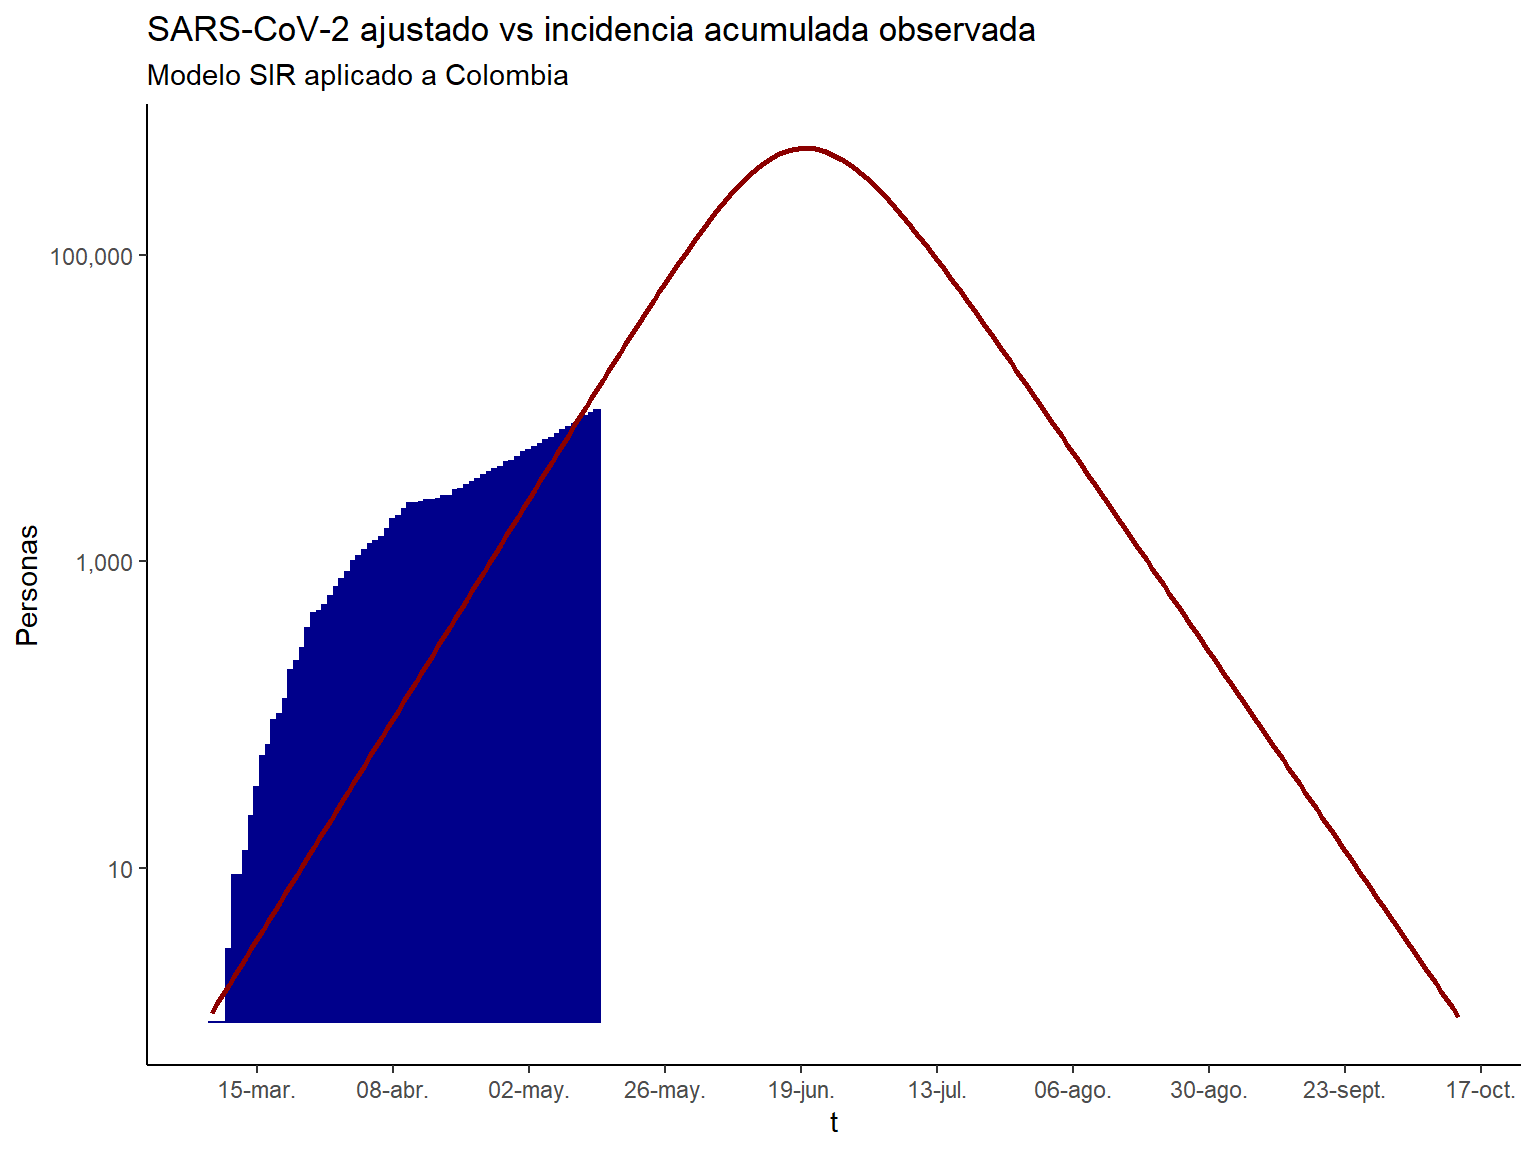 SARS-CoV-2 ajustado vs incidencia acumulada observada
Modelo SIR aplicado a Colombia
Personas
100,000
1,000
10
15-mar.
08-abr.
02-may.
26-may.
19-jun.
13-jul.
06-ago.
30-ago.
23-sept.
17-oct.
t